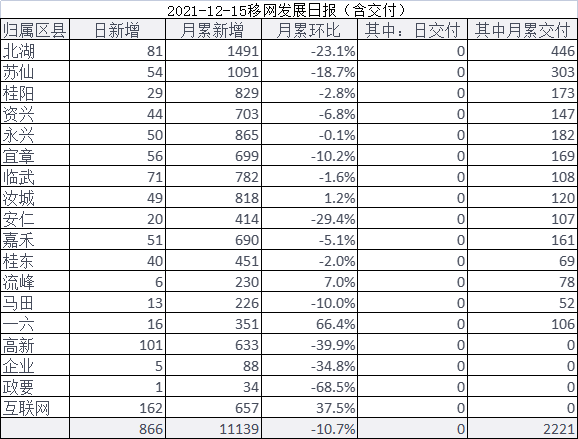 2021-12-15移网发展日报（含交付）
归属区县 日新增 月累新增 月累环比 其中：日交付 其中月累交付
北湖 81 1491 -23.1% 0 446
苏仙 54 1091 -18.7% 0 303
桂阳 29 829 -2.8% 0 173
资兴 44 703 -6.8% 0 147
永兴 50 865 -0.1% 0 182
宜章 56 699 -10.2% 0 169
临武 71 782 -1.6% 0 108
汝城 49 818 1.2% 0 120
安仁 20 414 -29.4% 0 107
嘉禾 51 690 -5.1% 0 161
桂东 40 451 -2.0% 0 69
流峰 6 230 7.0% 0 78
马田 13 226 -10.0% 0 52
一六 16 351 66.4% 0 106
高新 101 633 -39.9% 0 0
企业 5 88 -34.8% 0 0
政要 1 34 -68.5% 0 0
互联网 162 657 37.5% 0 0
866 11139 -10.7% 0 2221